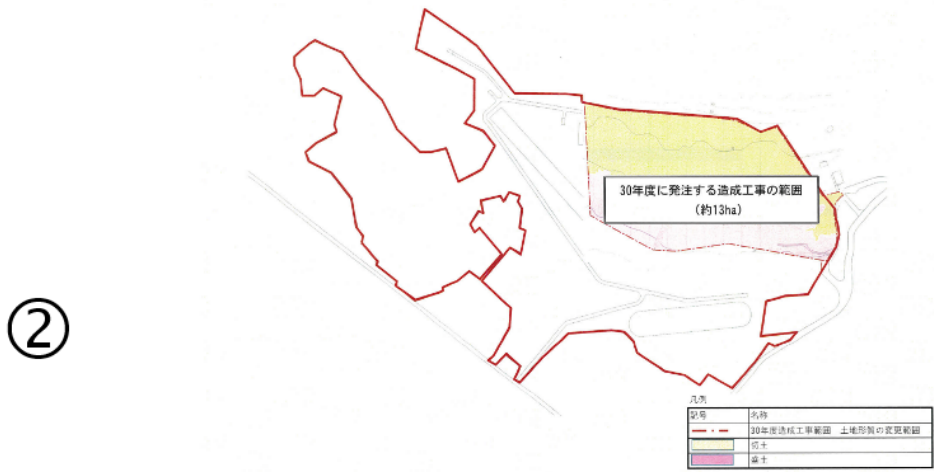 30年度に発注する造成工事の範囲
（約13ha）
②
凡例
記号 名称
30年度造成工事範囲 土地形質の変更範囲
切土
盛土